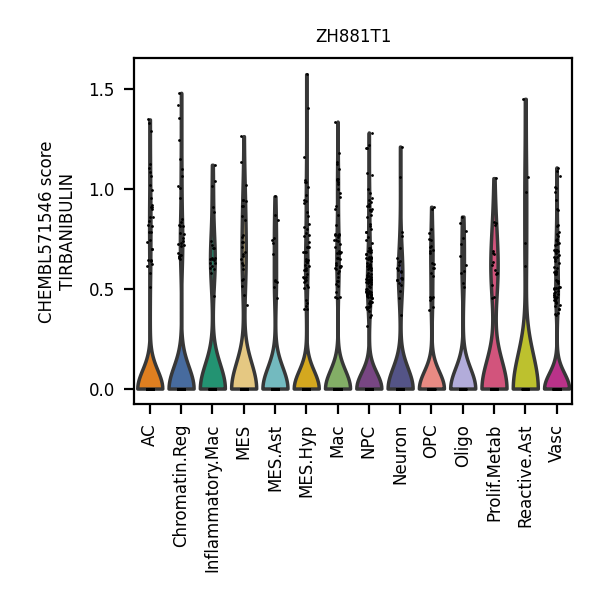 ZH881T1
CHEMBL571546 score
TIRBANIBULIN
1.5
1.0
0.5
0.0
AC
Chromatin.Reg
Inflammatory.Mac
MES
MES.Ast
MES.Hyp
Mac
NPC
Neuron
OPC
Oligo
Prolif.Metab
Reactive.Ast
Vasc